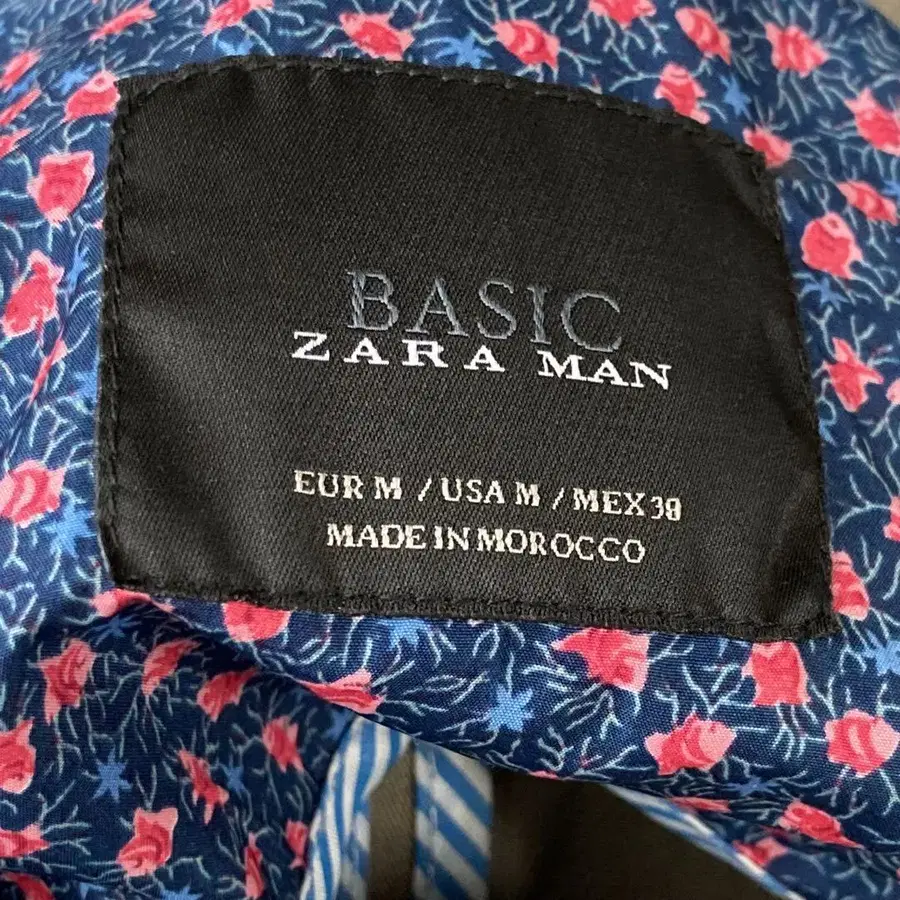 BASIC
ZARA MAN
EUR M / USA M / MEX 38
MADE IN MOROCCO